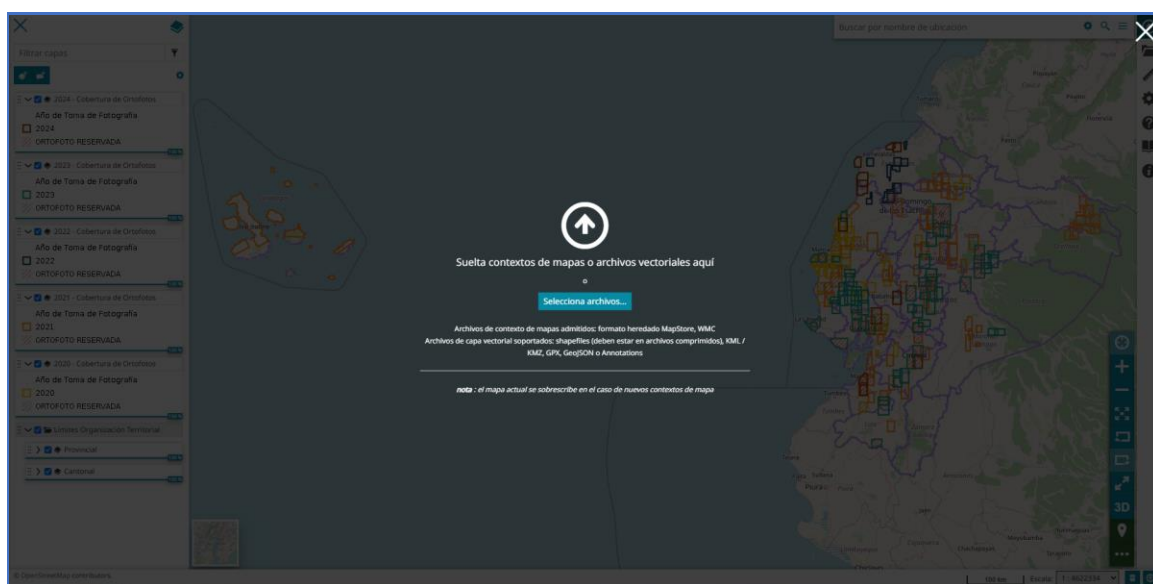 Buscar por nombre de ubicación
Filtrar capas
2024 - Cobertura de Ortofotos
Año de Toma de Fotografía
2024
ORTOFOTO RESERVADA
2023 - Cobertura de Ortofotos
Año de Toma de Fotografía
2023
ORTOFOTO RESERVADA
2022 - Cobertura de Ortofotos
Año de Toma de Fotografía
2022
ORTOFOTO RESERVADA
2021 - Cobertura de Ortofotos
Año de Toma de Fotografía
2021
ORTOFOTO RESERVADA
2020 - Cobertura de Ortofotos
Año de Toma de Fotografía
2020
ORTOFOTO RESERVADA
Límites Organización Territorial
Provincial
Cantonal
Suelta contextos de mapas o archivos vectoriales aquí
o
Selecciona archivos...
Archivos de contexto de mapas admitidos: formato heredado MapStore, WMC
Archivos de capa vectorial soportados: shapefiles (deben estar en archivos comprimidos), KML /
KMZ, GPX, GeoJSON o Annotations
nota : el mapa actual se sobrescribe en el caso de nuevos contextos de mapa
3D
© OpenStreetMap contributors.
Escala: